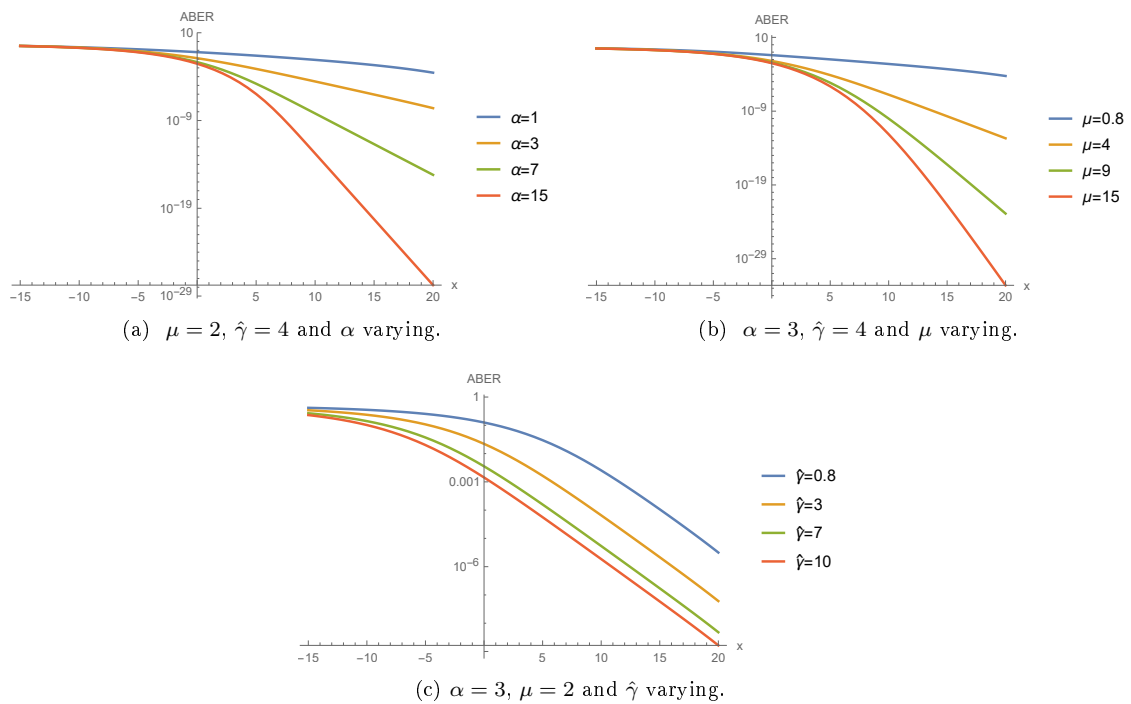 ABER
10
10⁻⁹
10⁻¹⁹
10⁻²⁹
−15 −10 −5 5 10 15 20 x
α=1
α=3
α=7
α=15
(a) μ = 2, γ̂ = 4 and α varying.
ABER
10
10⁻⁹
10⁻¹⁹
10⁻²⁹
−15 −10 −5 5 10 15 20 x
μ=0.8
μ=4
μ=9
μ=15
(b) α = 3, γ̂ = 4 and μ varying.
ABER
1
0.001
10⁻⁶
−15 −10 −5 5 10 15 20 x
γ̂=0.8
γ̂=3
γ̂=7
γ̂=10
(c) α = 3, μ = 2 and γ̂ varying.